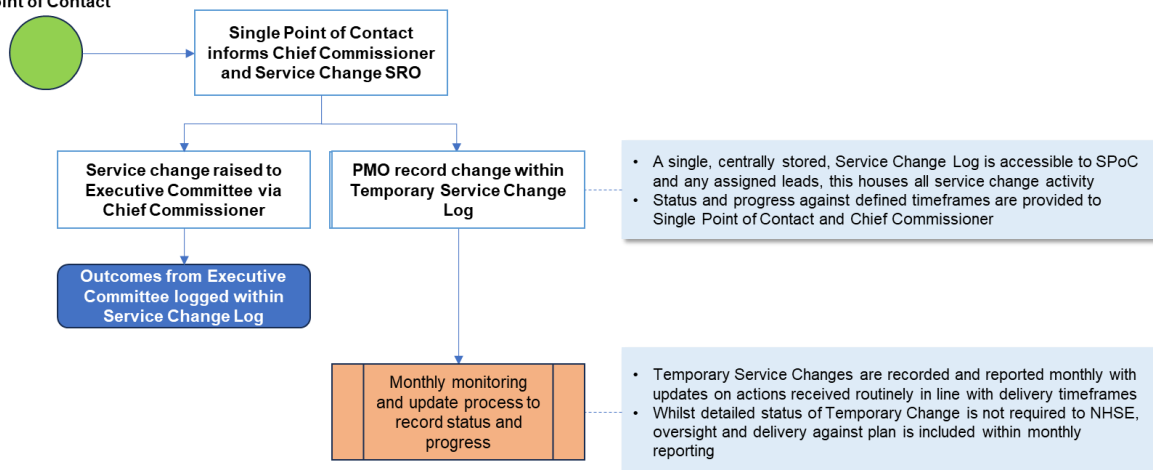 oint of Contact
Single Point of Contact
informs Chief Commissioner
and Service Change SRO
Service change raised to
Executive Committee via
Chief Commissioner
PMO record change within
Temporary Service Change
Log
• A single, centrally stored, Service Change Log is accessible to SPoC
and any assigned leads, this houses all service change activity
• Status and progress against defined timeframes are provided to
Single Point of Contact and Chief Commissioner
Outcomes from Executive
Committee logged within
Service Change Log
Monthly monitoring
and update process to
record status and
progress
• Temporary Service Changes are recorded and reported monthly with
updates on actions received routinely in line with delivery timeframes
• Whilst detailed status of Temporary Change is not required to NHSE,
oversight and delivery against plan is included within monthly
reporting